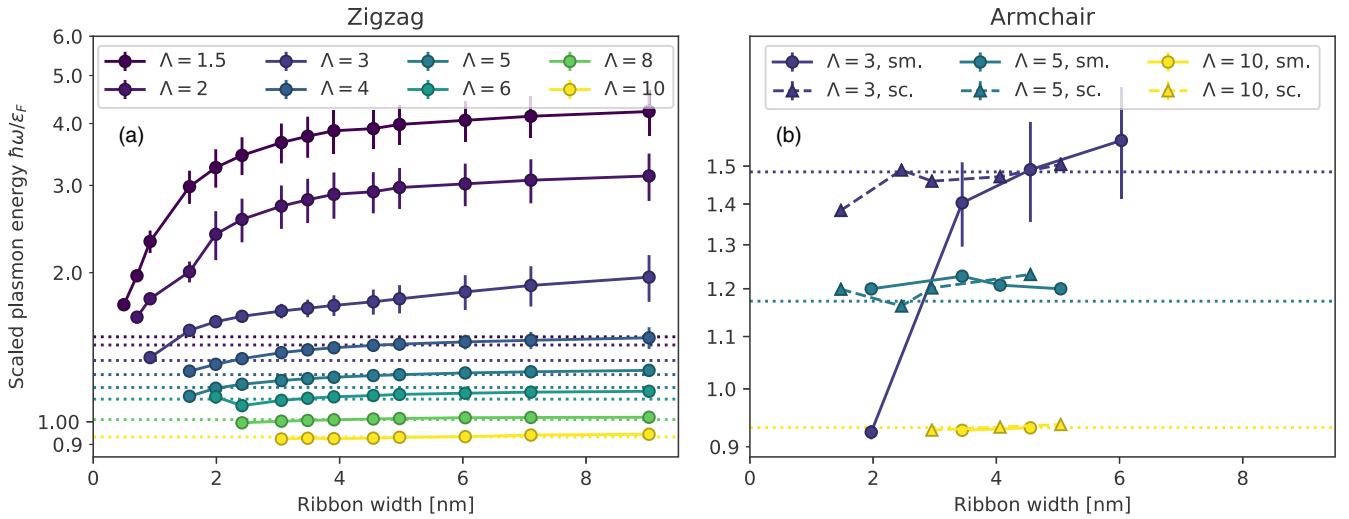 Zigzag
Armchair
Scaled plasmon energy ħω/ε_F
6.0
5.0
4.0
3.0
2.0
1.00
0.9
Λ = 1.5
Λ = 2
Λ = 3
Λ = 4
Λ = 5
Λ = 6
Λ = 8
Λ = 10
(a)
0
2
4
6
8
Ribbon width [nm]
1.5
1.4
1.3
1.2
1.1
1.0
0.9
Λ = 3, sm.
Λ = 3, sc.
Λ = 5, sm.
Λ = 5, sc.
Λ = 10, sm.
Λ = 10, sc.
(b)
0
2
4
6
8
Ribbon width [nm]